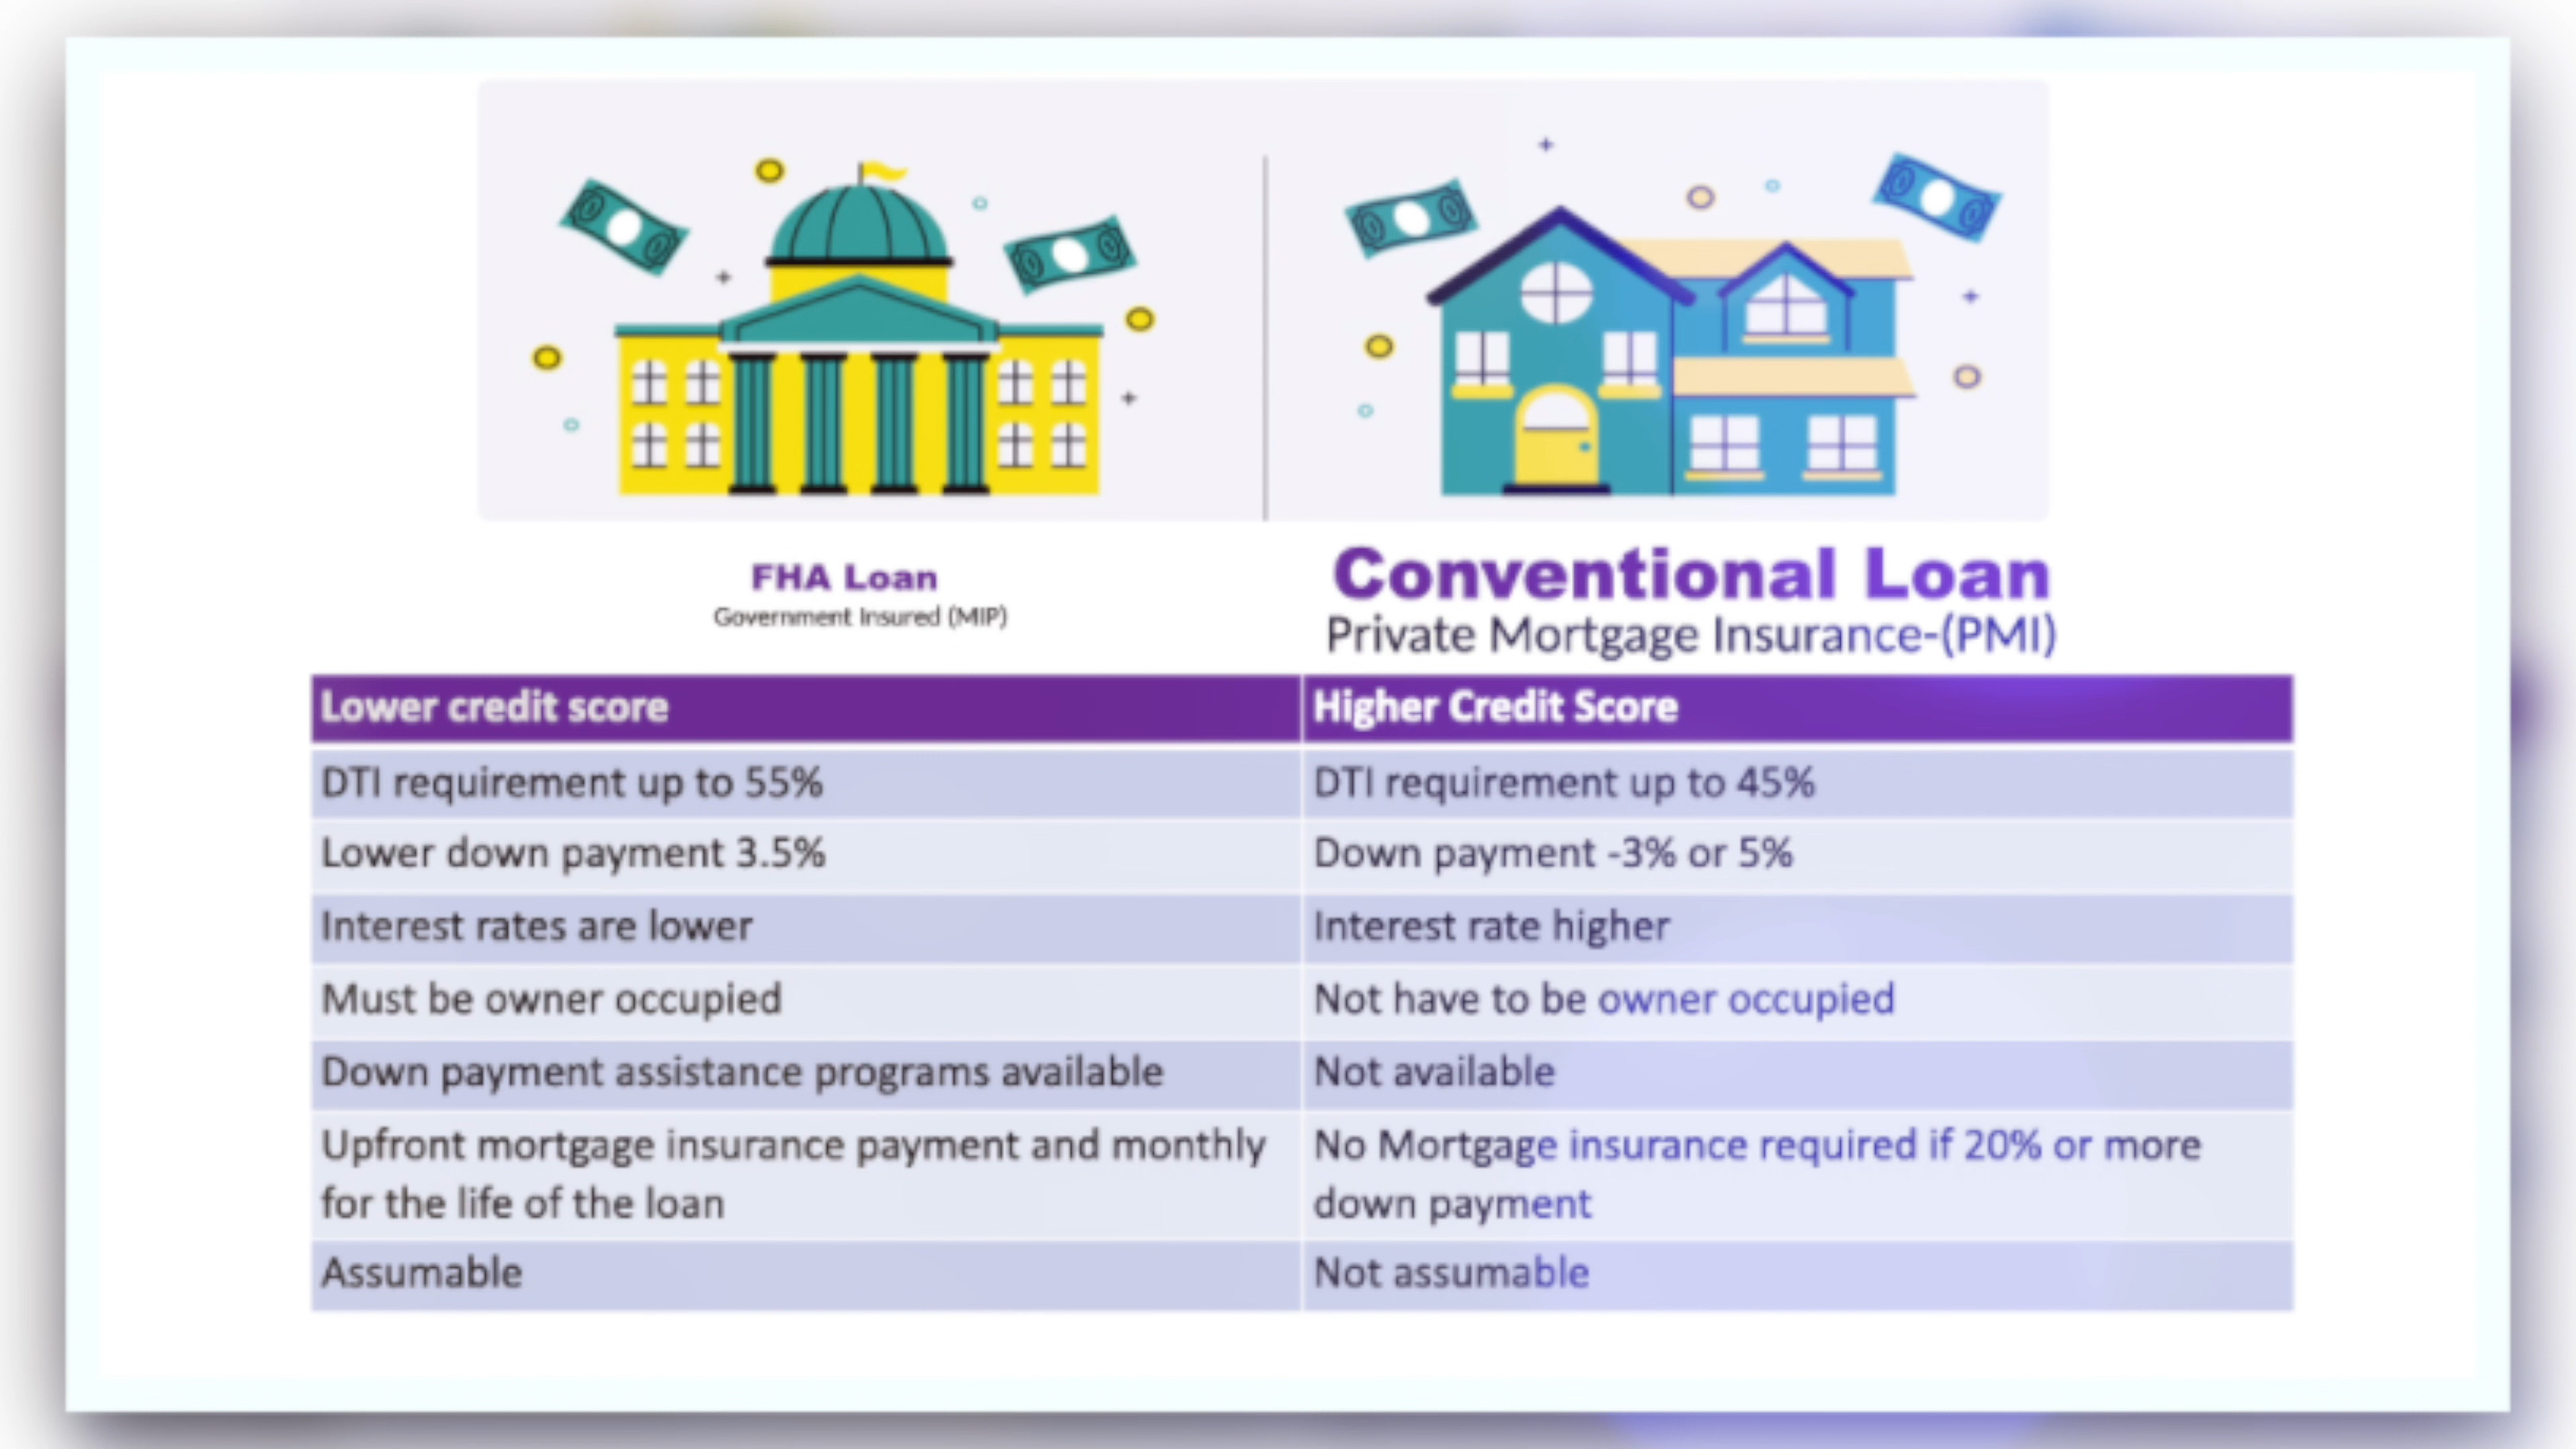 FHA Loan
Government Insured (MIP)
Conventional Loan
Private Mortgage Insurance-(PMI)
Lower credit score
Higher Credit Score
DTI requirement up to 55%
DTI requirement up to 45%
Lower down payment 3.5%
Down payment -3% or 5%
Interest rates are lower
Interest rate higher
Must be owner occupied
Not have to be owner occupied
Down payment assistance programs available
Not available
Upfront mortgage insurance payment and monthly
for the life of the loan
No Mortgage insurance required if 20% or more
down payment
Assumable
Not assumable